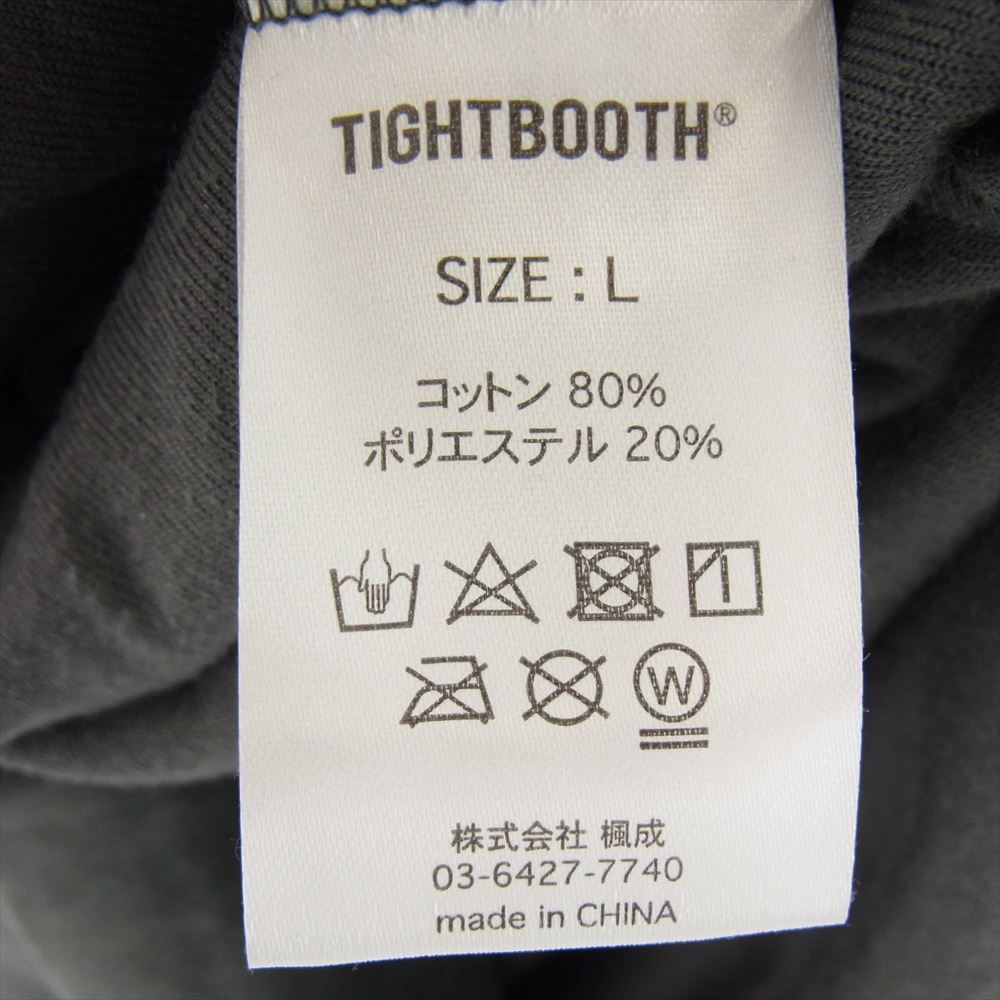 TIGHTBOOTH®
SIZE : L
コットン 80%
ポリエステル 20%
W
株式会社 楓成
03-6427-7740
made in CHINA